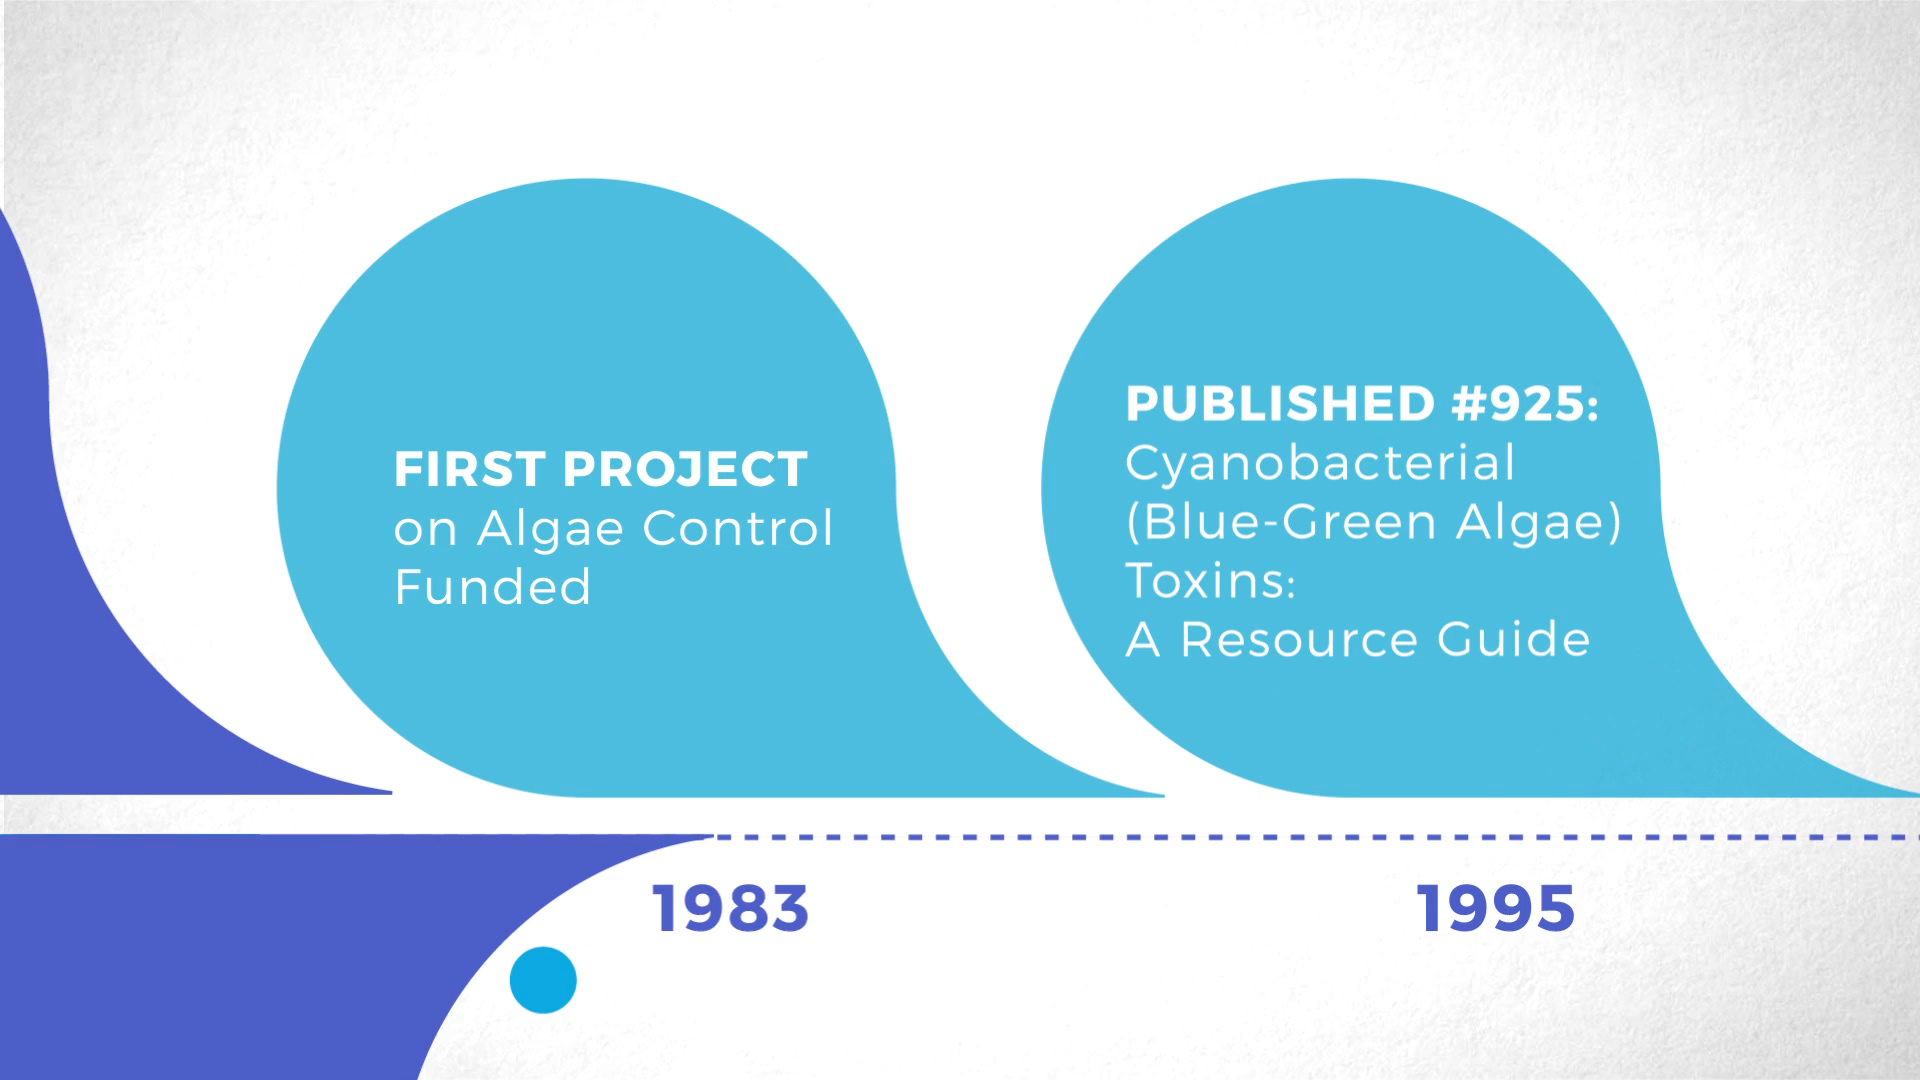 FIRST PROJECT
on Algae Control
Funded
PUBLISHED #925:
Cyanobacterial
(Blue-Green Algae)
Toxins:
A Resource Guide
1983
1995